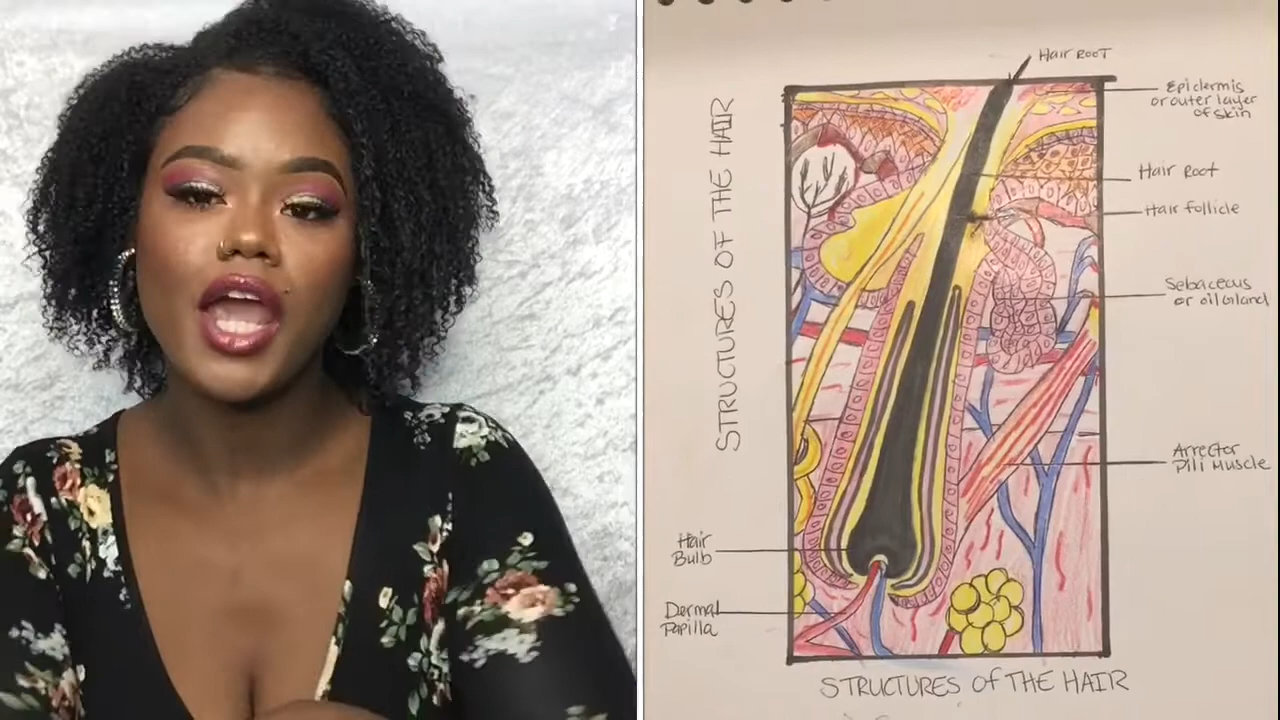 Hair ROOT
Epidermis
or outer layer
of skin
STRUCTURES OF THE HAIR
Hair Root
Hair follicle
Sebaceous
or oil Gland
Arrector
Pili Muscle
Hair
Bulb
Dermal
Papilla
STRUCTURES of THE HAIR